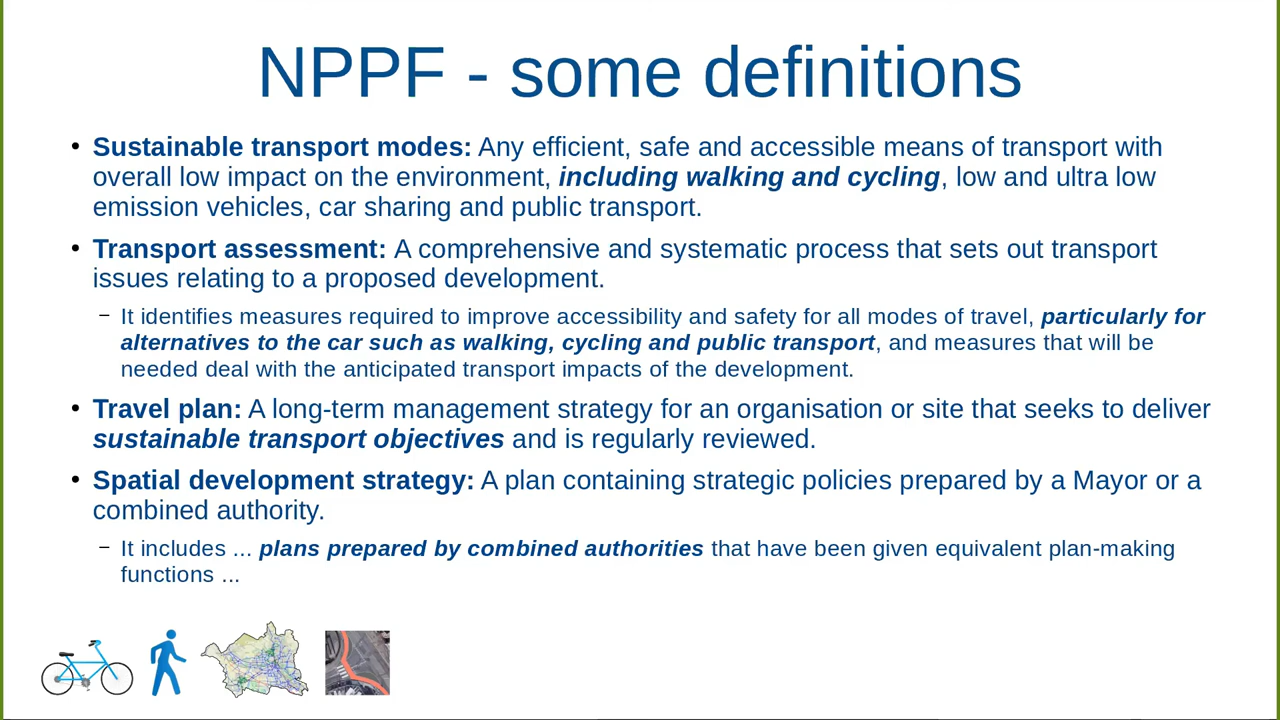 NPPF - some definitions
• Sustainable transport modes: Any efficient, safe and accessible means of transport with
overall low impact on the environment, including walking and cycling, low and ultra low
emission vehicles, car sharing and public transport.
• Transport assessment: A comprehensive and systematic process that sets out transport
issues relating to a proposed development.
– It identifies measures required to improve accessibility and safety for all modes of travel, particularly for
alternatives to the car such as walking, cycling and public transport, and measures that will be
needed deal with the anticipated transport impacts of the development.
• Travel plan: A long-term management strategy for an organisation or site that seeks to deliver
sustainable transport objectives and is regularly reviewed.
• Spatial development strategy: A plan containing strategic policies prepared by a Mayor or a
combined authority.
– It includes ... plans prepared by combined authorities that have been given equivalent plan-making
functions ...